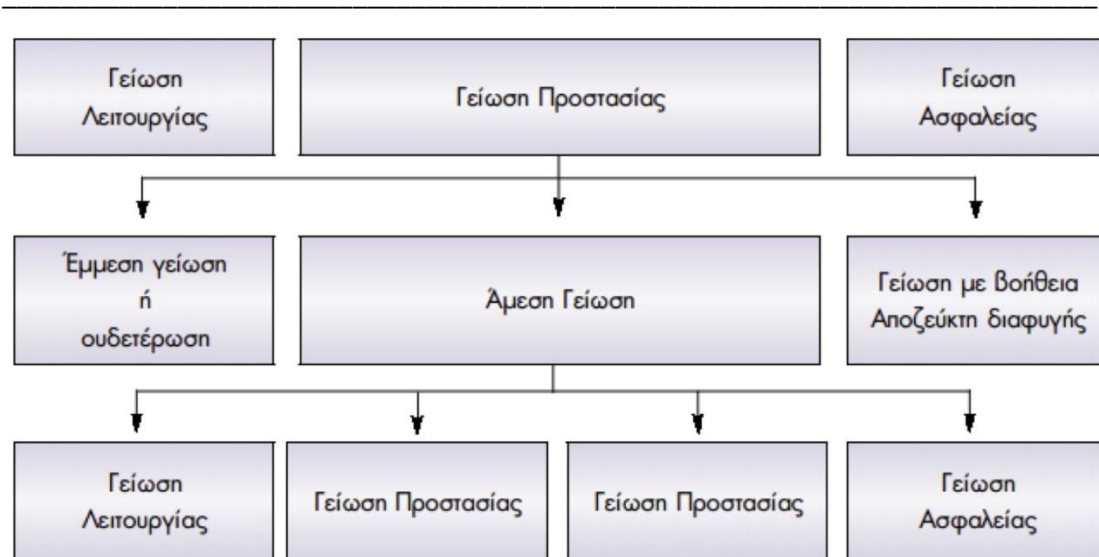 Γείωση
Λειτουργίας
Γείωση Προστασίας
Γείωση
Ασφαλείας
Έμμεση γείωση
ή
ουδετέρωση
Άμεση Γείωση
Γείωση με βοήθεια
Αποζεύκτη διαφυγής
Γείωση
Λειτουργίας
Γείωση Προστασίας
Γείωση Προστασίας
Γείωση
Ασφαλείας